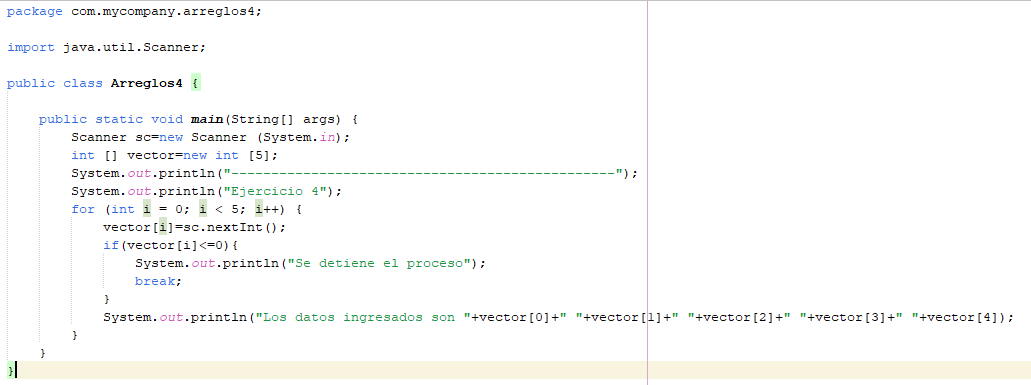 package com.mycompany.arreglos4;
import java.util.Scanner;
public class Arreglos4 {
public static void main(String[] args) {
Scanner sc=new Scanner (System.in);
int [] vector=new int [5];
System.out.println("------------------------------------------------");
System.out.println("Ejercicio 4");
for (int i = 0; i < 5; i++) {
vector[i]=sc.nextInt();
if(vector[i]<=0){
System.out.println("Se detiene el proceso");
break;
}
System.out.println("Los datos ingresados son "+vector[0]+" "+vector[1]+" "+vector[2]+" "+vector[3]+" "+vector[4]);
}
}
}